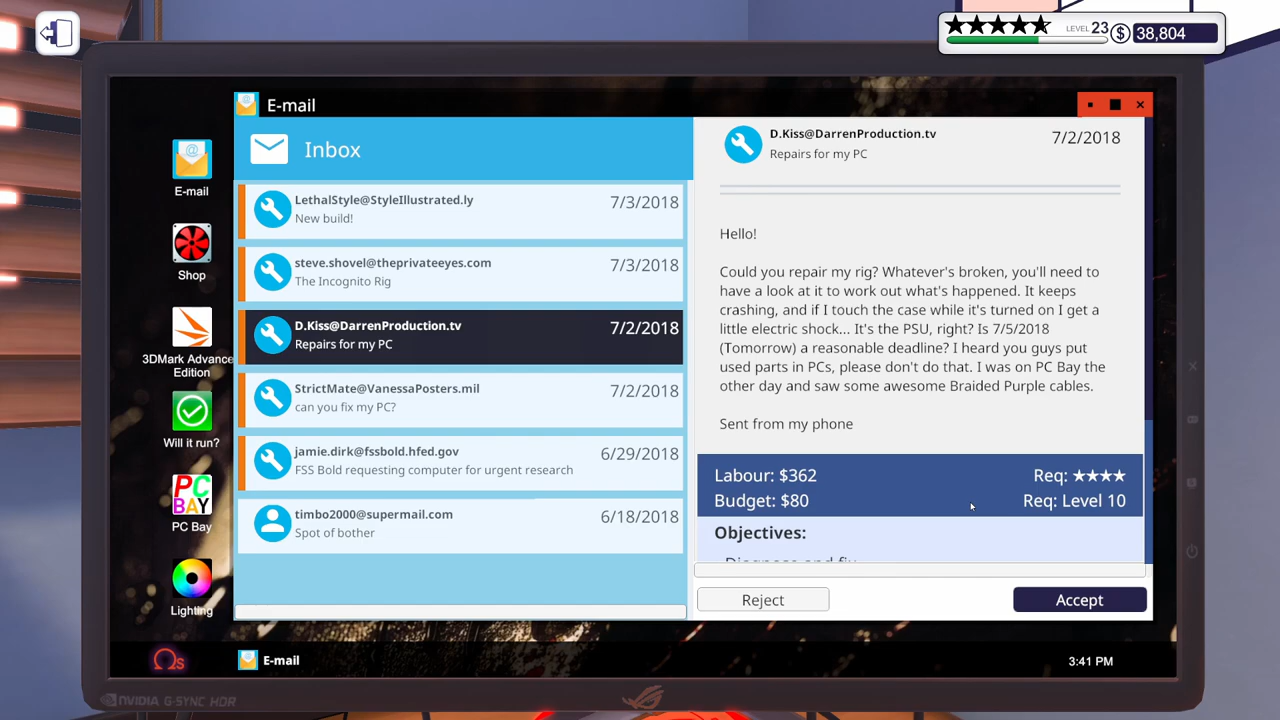 LEVEL 23 $ 38,804
E-mail
Inbox
LethalStyle@StyleIllustrated.ly 7/3/2018
New build!
steve.shovel@theprivateeyes.com 7/3/2018
The Incognito Rig
D.Kiss@DarrenProduction.tv 7/2/2018
Repairs for my PC
StrictMate@VanessaPosters.mil 7/2/2018
can you fix my PC?
jamie.dirk@fssbold.hfed.gov 6/29/2018
FSS Bold requesting computer for urgent research
timbo2000@supermail.com 6/18/2018
Spot of bother
D.Kiss@DarrenProduction.tv 7/2/2018
Repairs for my PC
Hello!
Could you repair my rig? Whatever's broken, you'll need to
have a look at it to work out what's happened. It keeps
crashing, and if I touch the case while it's turned on I get a
little electric shock... It's the PSU, right? Is 7/5/2018
(Tomorrow) a reasonable deadline? I heard you guys put
used parts in PCs, please don't do that. I was on PC Bay the
other day and saw some awesome Braided Purple cables.
Sent from my phone
Labour: $362 Req: ★★★★
Budget: $80 Req: Level 10
Objectives:
Diagnose and fix
Reject Accept
E-mail
Shop
3DMark Advance
Edition
Will it run?
PC
BAY
PC Bay
Lighting
Ωs E-mail 3:41 PM
NVIDIA G-SYNC HDR